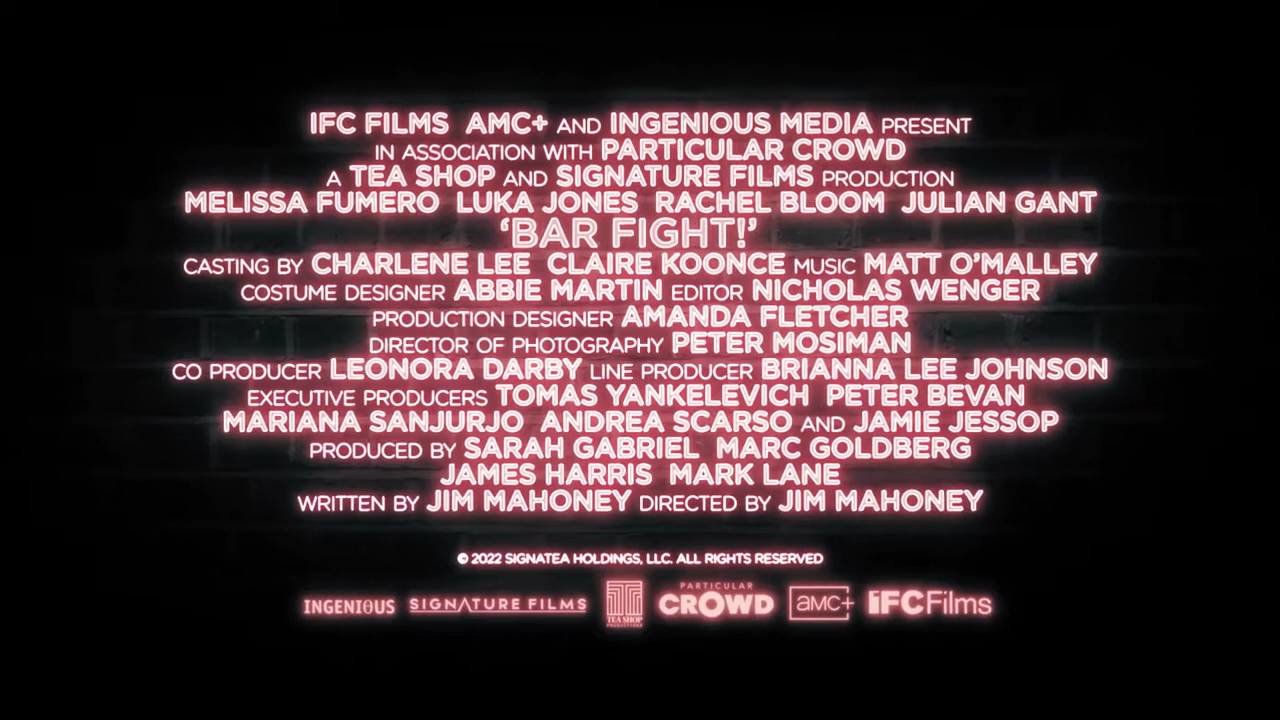 IFC FILMS AMC+ AND INGENIOUS MEDIA PRESENT
IN ASSOCIATION WITH PARTICULAR CROWD
A TEA SHOP AND SIGNATURE FILMS PRODUCTION
MELISSA FUMERO LUKA JONES RACHEL BLOOM JULIAN GANT
‘BAR FIGHT!’
CASTING BY CHARLENE LEE CLAIRE KOONCE MUSIC MATT O’MALLEY
COSTUME DESIGNER ABBIE MARTIN EDITOR NICHOLAS WENGER
PRODUCTION DESIGNER AMANDA FLETCHER
DIRECTOR OF PHOTOGRAPHY PETER MOSIMAN
CO PRODUCER LEONORA DARBY LINE PRODUCER BRIANNA LEE JOHNSON
EXECUTIVE PRODUCERS TOMAS YANKELEVICH PETER BEVAN
MARIANA SANJURJO ANDREA SCARSO AND JAMIE JESSOP
PRODUCED BY SARAH GABRIEL MARC GOLDBERG
JAMES HARRIS MARK LANE
WRITTEN BY JIM MAHONEY DIRECTED BY JIM MAHONEY
© 2022 SIGNATEA HOLDINGS, LLC. ALL RIGHTS RESERVED
INGENIOUS
SIGNATURE FILMS
TEA SHOP
PRODUCTIONS
PARTICULAR
CROWD
amc+
IFC Films